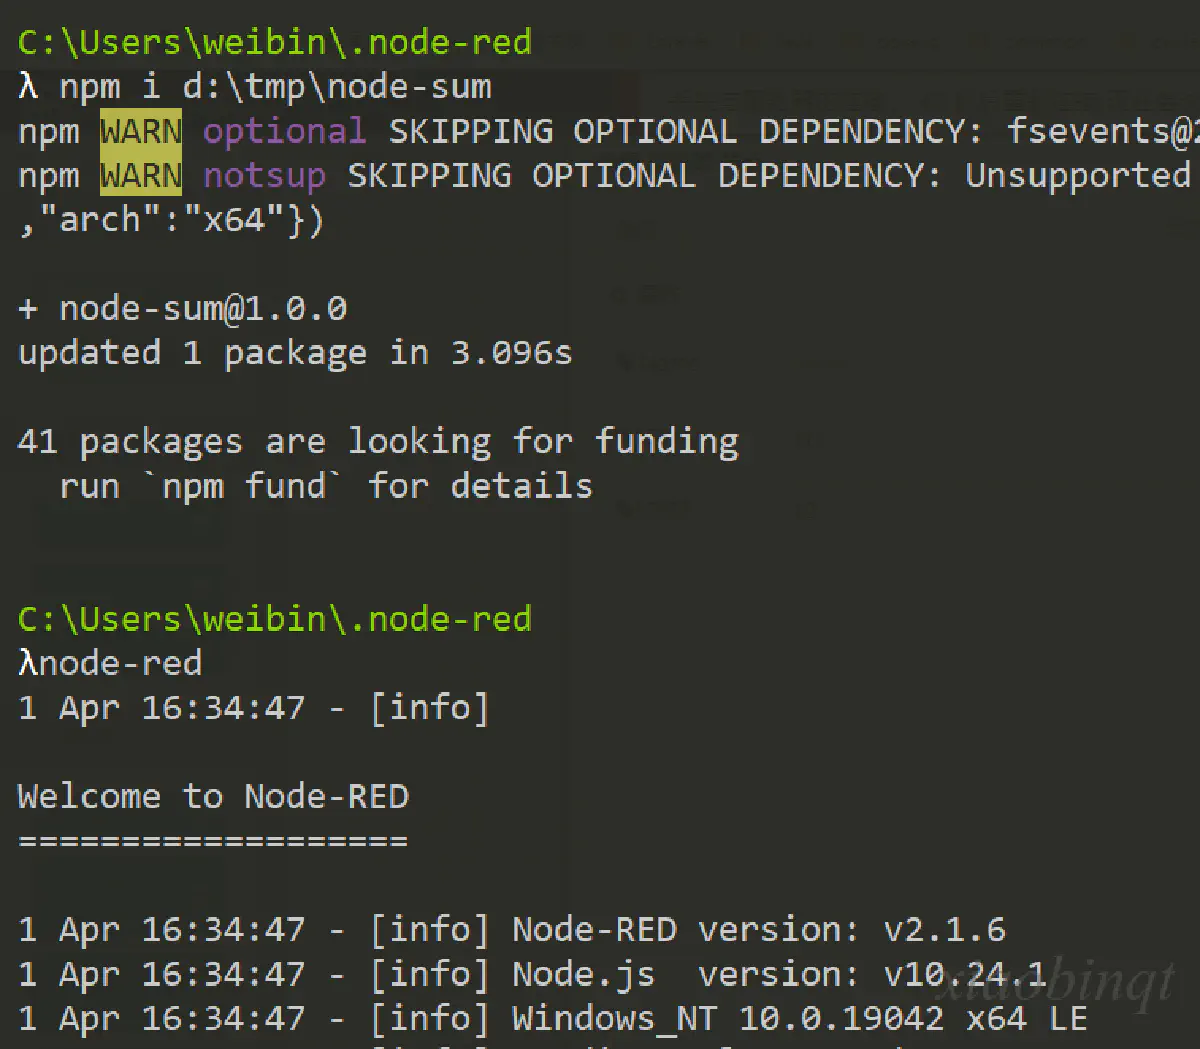 C:\Users\weibin\.node-red
λ npm i d:\tmp\node-sum
npm WARN optional SKIPPING OPTIONAL DEPENDENCY: fsevents@
npm WARN notsup SKIPPING OPTIONAL DEPENDENCY: Unsupported
,"arch":"x64"})
+ node-sum@1.0.0
updated 1 package in 3.096s
41 packages are looking for funding
run `npm fund` for details
C:\Users\weibin\.node-red
λnode-red
1 Apr 16:34:47 - [info]
Welcome to Node-RED
===================
1 Apr 16:34:47 - [info] Node-RED version: v2.1.6
1 Apr 16:34:47 - [info] Node.js  version: v10.24.1
1 Apr 16:34:47 - [info] Windows_NT 10.0.19042 x64 LE
xiaobinqt